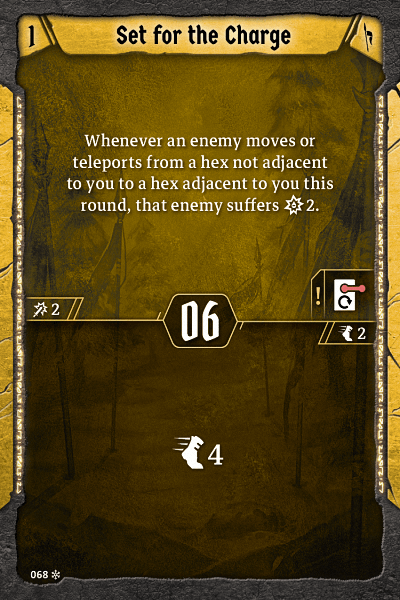 1
Set for the Charge
Whenever an enemy moves or
teleports from a hex not adjacent
to you to a hex adjacent to you this
round, that enemy suffers 2.
2
06
!
2
4
068